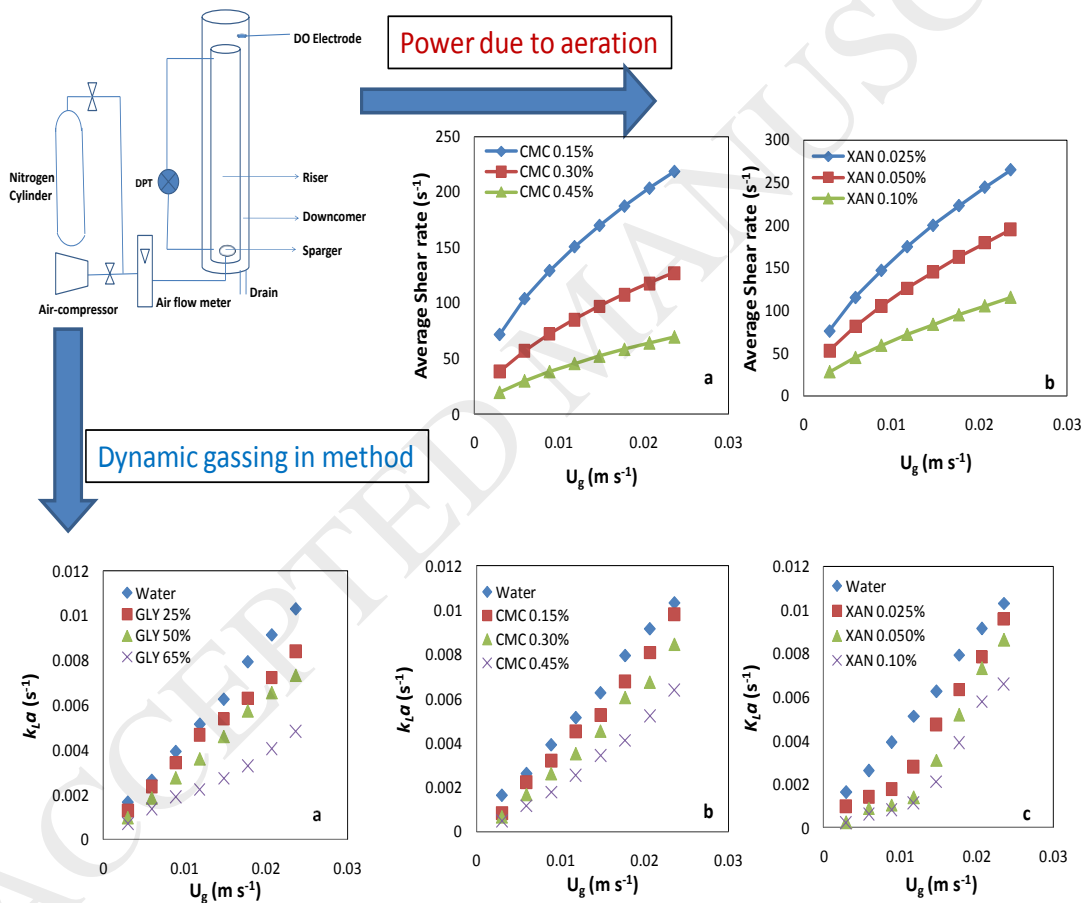 DO Electrode
Nitrogen
Cylinder
DPT
Riser
Downcomer
Sparger
Drain
Air-compressor
Air flow meter
Power due to aeration
Average Shear rate (s⁻¹)
250
200
150
100
50
0
CMC 0.15%
CMC 0.30%
CMC 0.45%
a
0
0.01
0.02
0.03
U_g (m s⁻¹)
Average Shear rate (s⁻¹)
300
250
200
150
100
50
0
XAN 0.025%
XAN 0.050%
XAN 0.10%
b
0
0.01
0.02
0.03
U_g (m s⁻¹)
Dynamic gassing in method
k_La (s⁻¹)
0.012
0.01
0.008
0.006
0.004
0.002
0
Water
GLY 25%
GLY 50%
GLY 65%
a
0
0.01
0.02
0.03
U_g (m s⁻¹)
k_La (s⁻¹)
0.012
0.01
0.008
0.006
0.004
0.002
0
Water
CMC 0.15%
CMC 0.30%
CMC 0.45%
b
0
0.01
0.02
0.03
U_g (m s⁻¹)
K_La (s⁻¹)
0.012
0.01
0.008
0.006
0.004
0.002
0
Water
XAN 0.025%
XAN 0.050%
XAN 0.10%
c
0
0.01
0.02
0.03
U_g (m s⁻¹)
ACCEPTED MANUSC